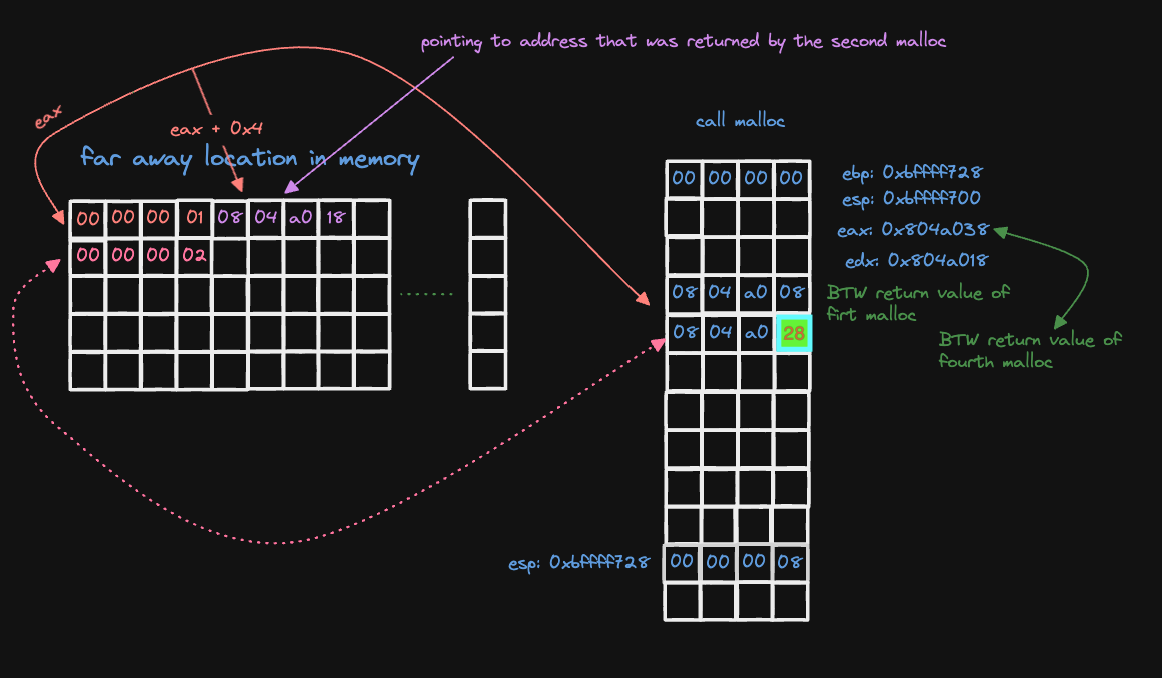 pointing to address that was returned by the second malloc
eax
eax + 0x4
far away location in memory
00 00 00 01 08 04 a0 18
00 00 00 02
call malloc
00 00 00 00
ebp: 0xbffff728
esp: 0xbffff700
eax: 0x804a038
edx: 0x804a018
08 04 a0 08
BTW return value of
firt malloc
08 04 a0 28
BTW return value of
fourth malloc
esp: 0xbffff728
00 00 00 08